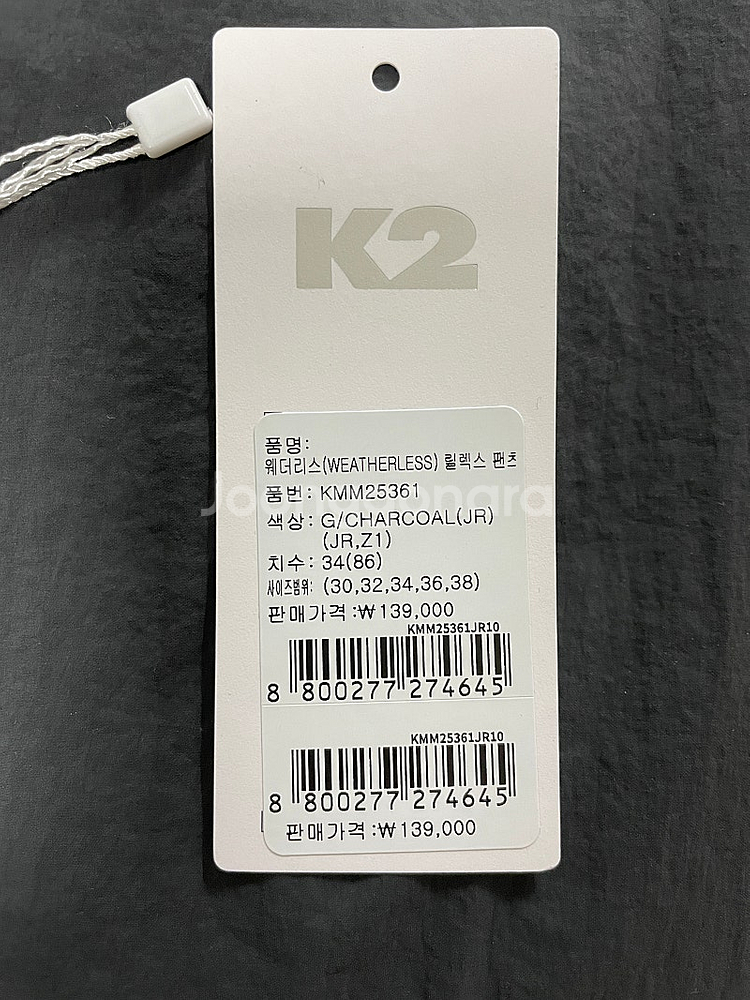 K2
품명:
웨더리스(WEATHERLESS) 릴렉스 팬츠
품번: KMM25361
Joonggonara
색상: G/CHARCOAL(JR)
(JR,Z1)
치수: 34(86)
사이즈범위: (30,32,34,36,38)
판매가격:₩139,000
KMM25361JR10
8 800277 274645
KMM25361JR10
8 800277 274645
판매가격:₩139,000